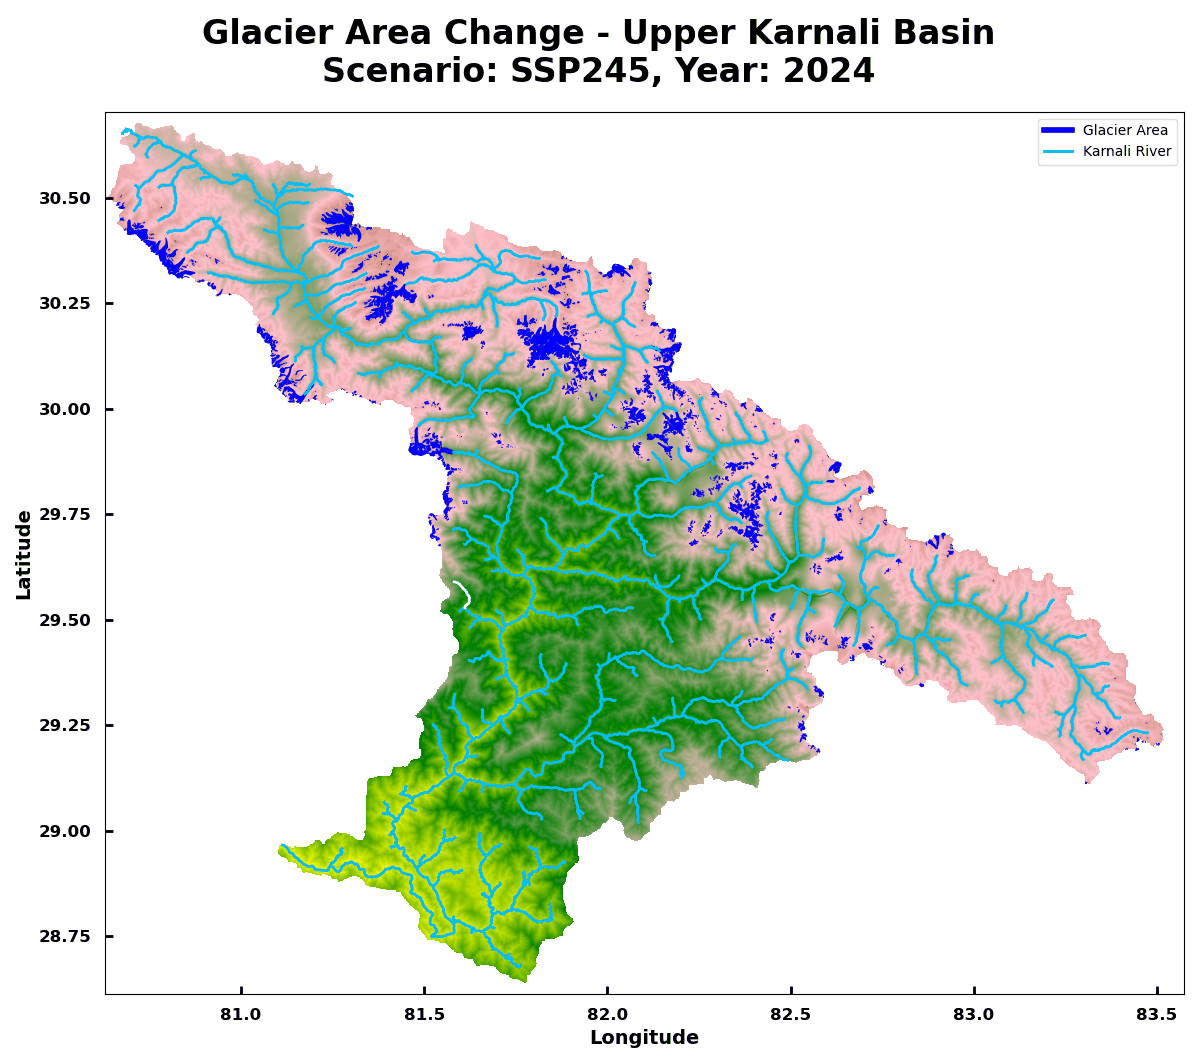 Glacier Area Change - Upper Karnali Basin
Scenario: SSP245, Year: 2024
Glacier Area
Karnali River
30.50
30.25
30.00
29.75
29.50
29.25
29.00
28.75
Latitude
81.0
81.5
82.0
82.5
83.0
83.5
Longitude